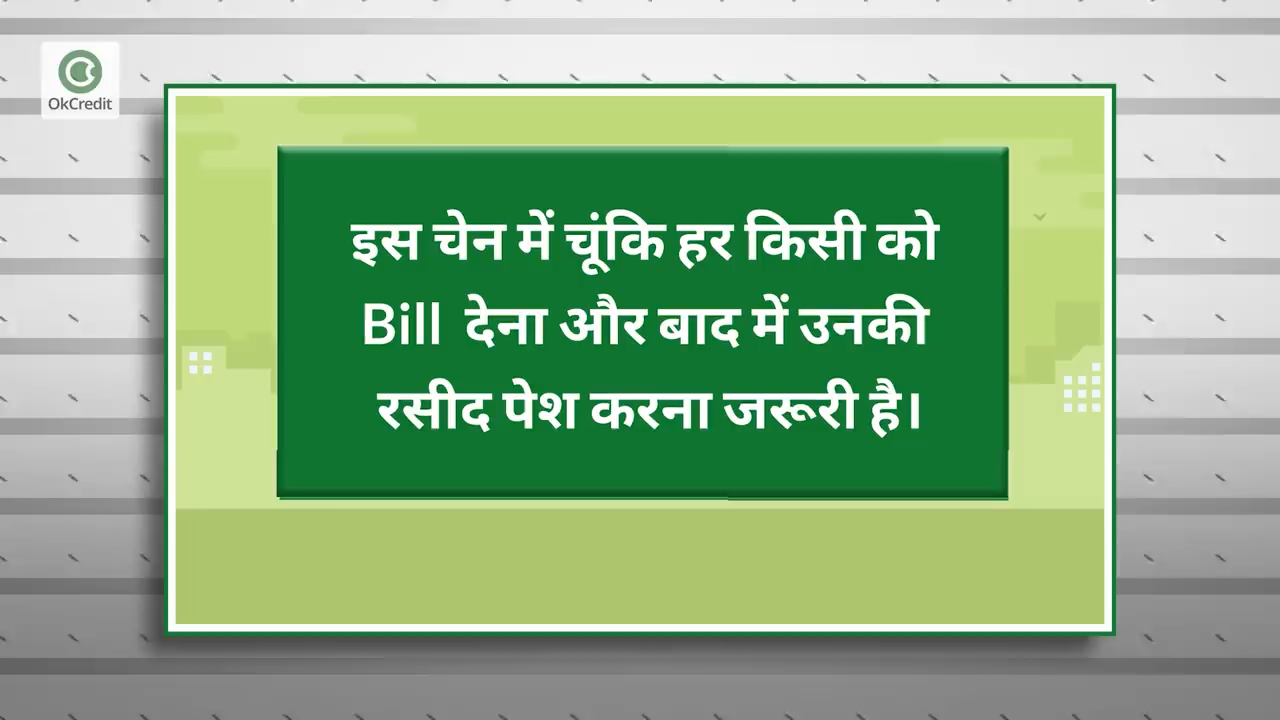 OkCredit
इस चेन में चूंकि हर किसी को
Bill देना और बाद में उनकी
रसीद पेश करना जरूरी है।